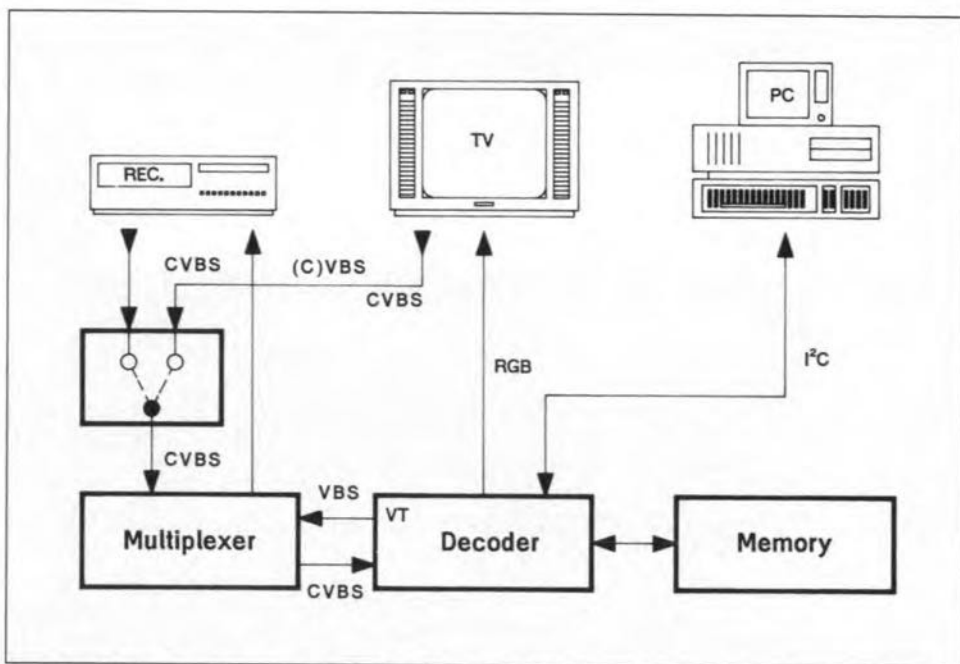 PC
TV
REC.
CVBS
(C)VBS
CVBS
RGB
I²C
CVBS
VBS
VT
Multiplexer
Decoder
Memory
CVBS